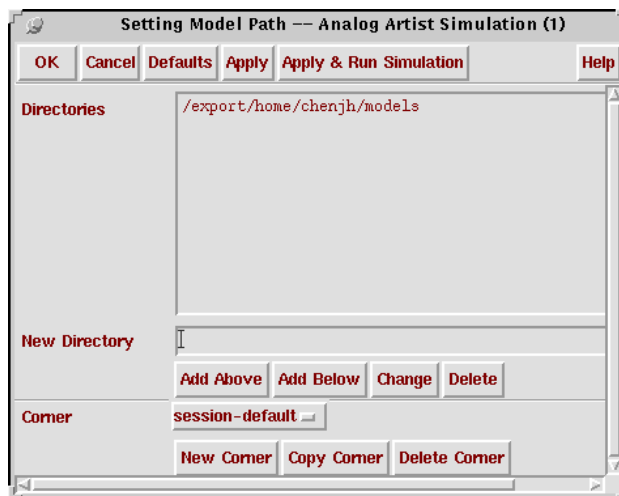 Setting Model Path -- Analog Artist Simulation (1)
OK Cancel Defaults Apply Apply & Run Simulation Help
Directories
/export/home/chenjh/models
New Directory
Add Above Add Below Change Delete
Corner
session-default
New Corner Copy Corner Delete Corner